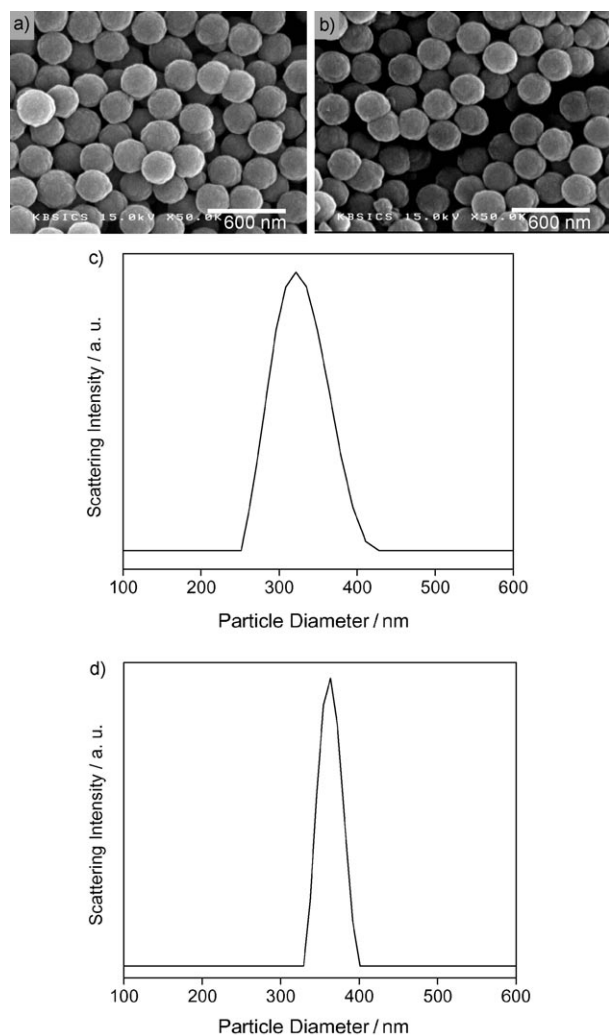 a)
KBSICS 15.0kV X50.0K 600 nm
b)
KBSICS 15.0kV X50.0K 600 nm
c)
Scattering Intensity / a. u.
100 200 300 400 500 600
Particle Diameter / nm
d)
Scattering Intensity / a. u.
100 200 300 400 500 600
Particle Diameter / nm